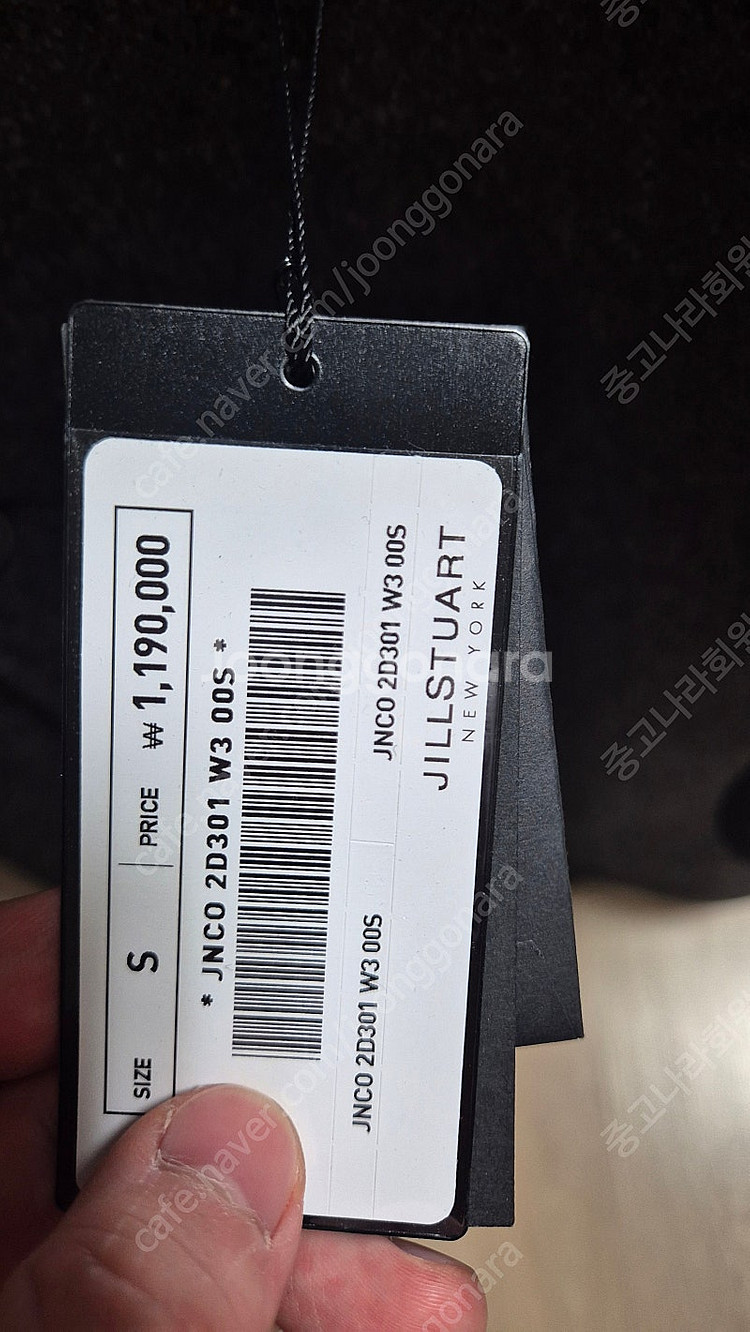 SIZE S PRICE ₩ 1,190,000
* JNCO 2D301 W3 00S *
JNCO 2D301 W3 00S
JNCO 2D301 W3 00S
JILLSTUART
NEW YORK
joonggonara
cafe.naver.com/joonggonara
cafe.naver.com/joonggonara
cafe.naver.com/joonggonara
중고나라회원
중고나라회원
중고나라회원